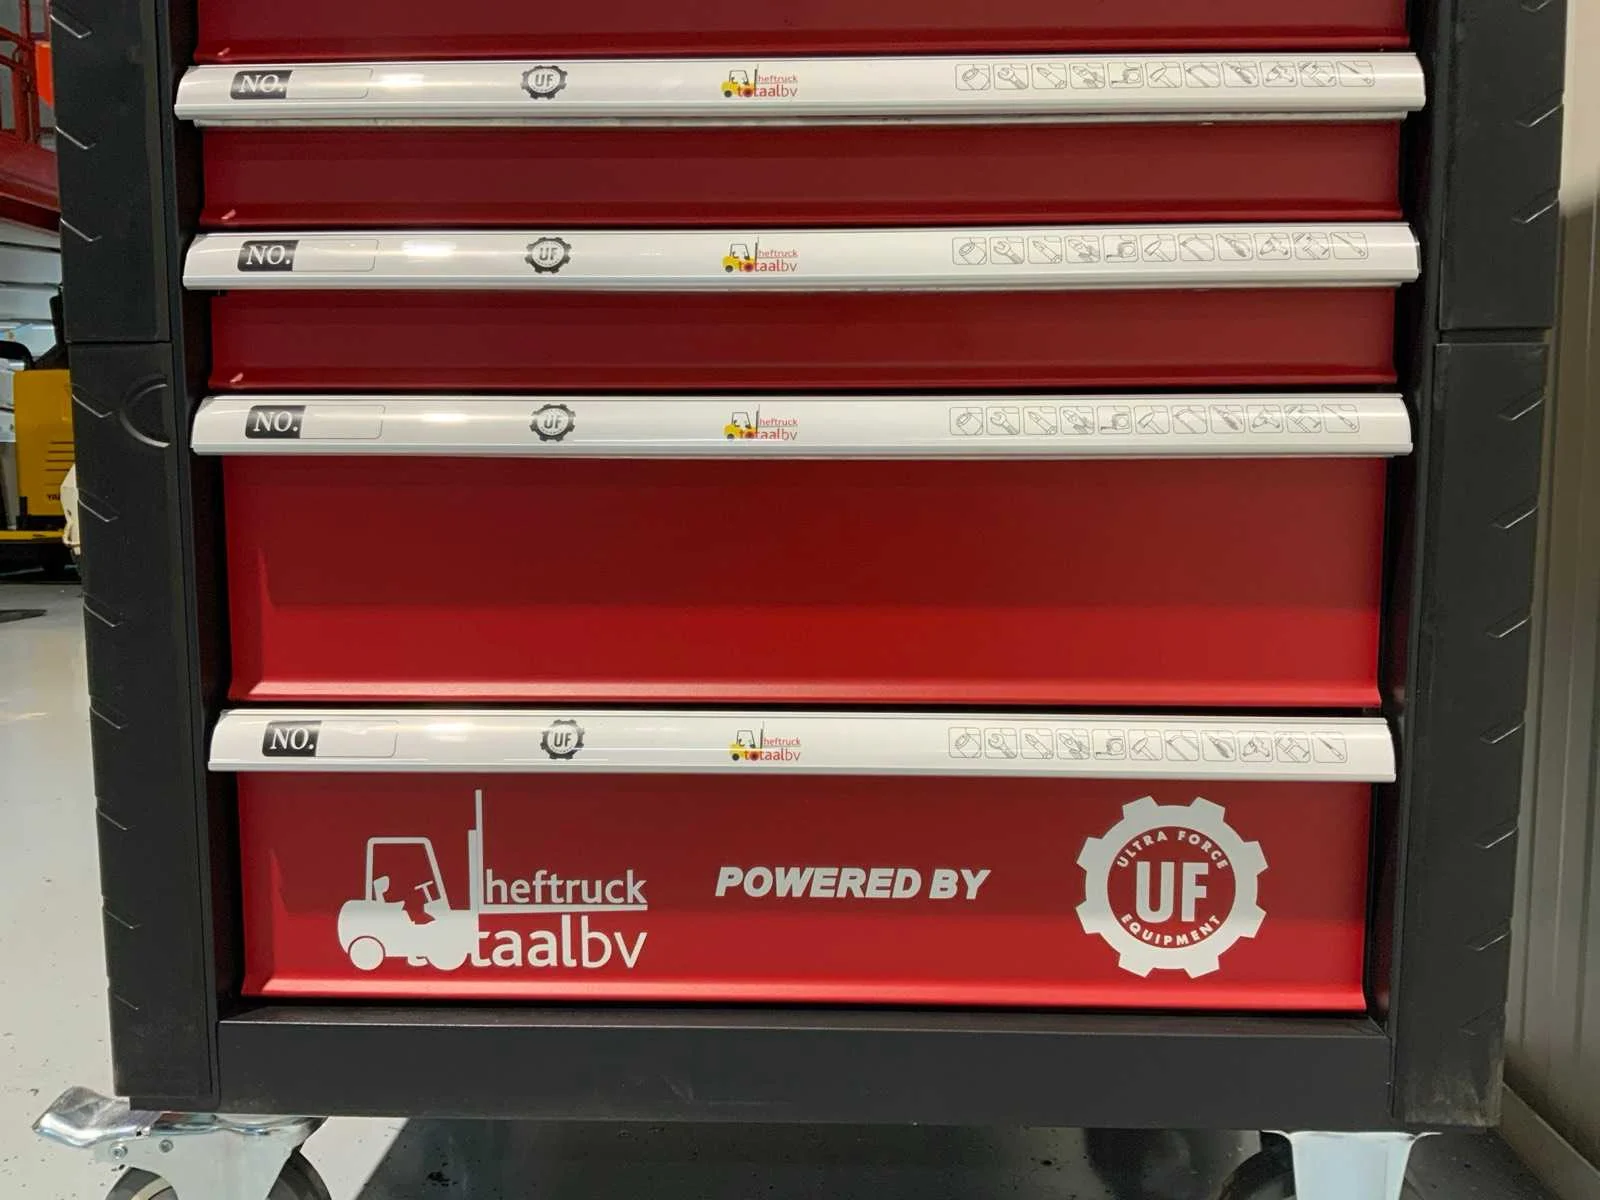 NO.
UF
heftruck
totaalbv
NO.
UF
heftruck
totaalbv
NO.
UF
heftruck
totaalbv
NO.
UF
heftruck
totaalbv
heftruck
totaalbv
POWERED BY
ULTRA FORCE
UF
EQUIPMENT